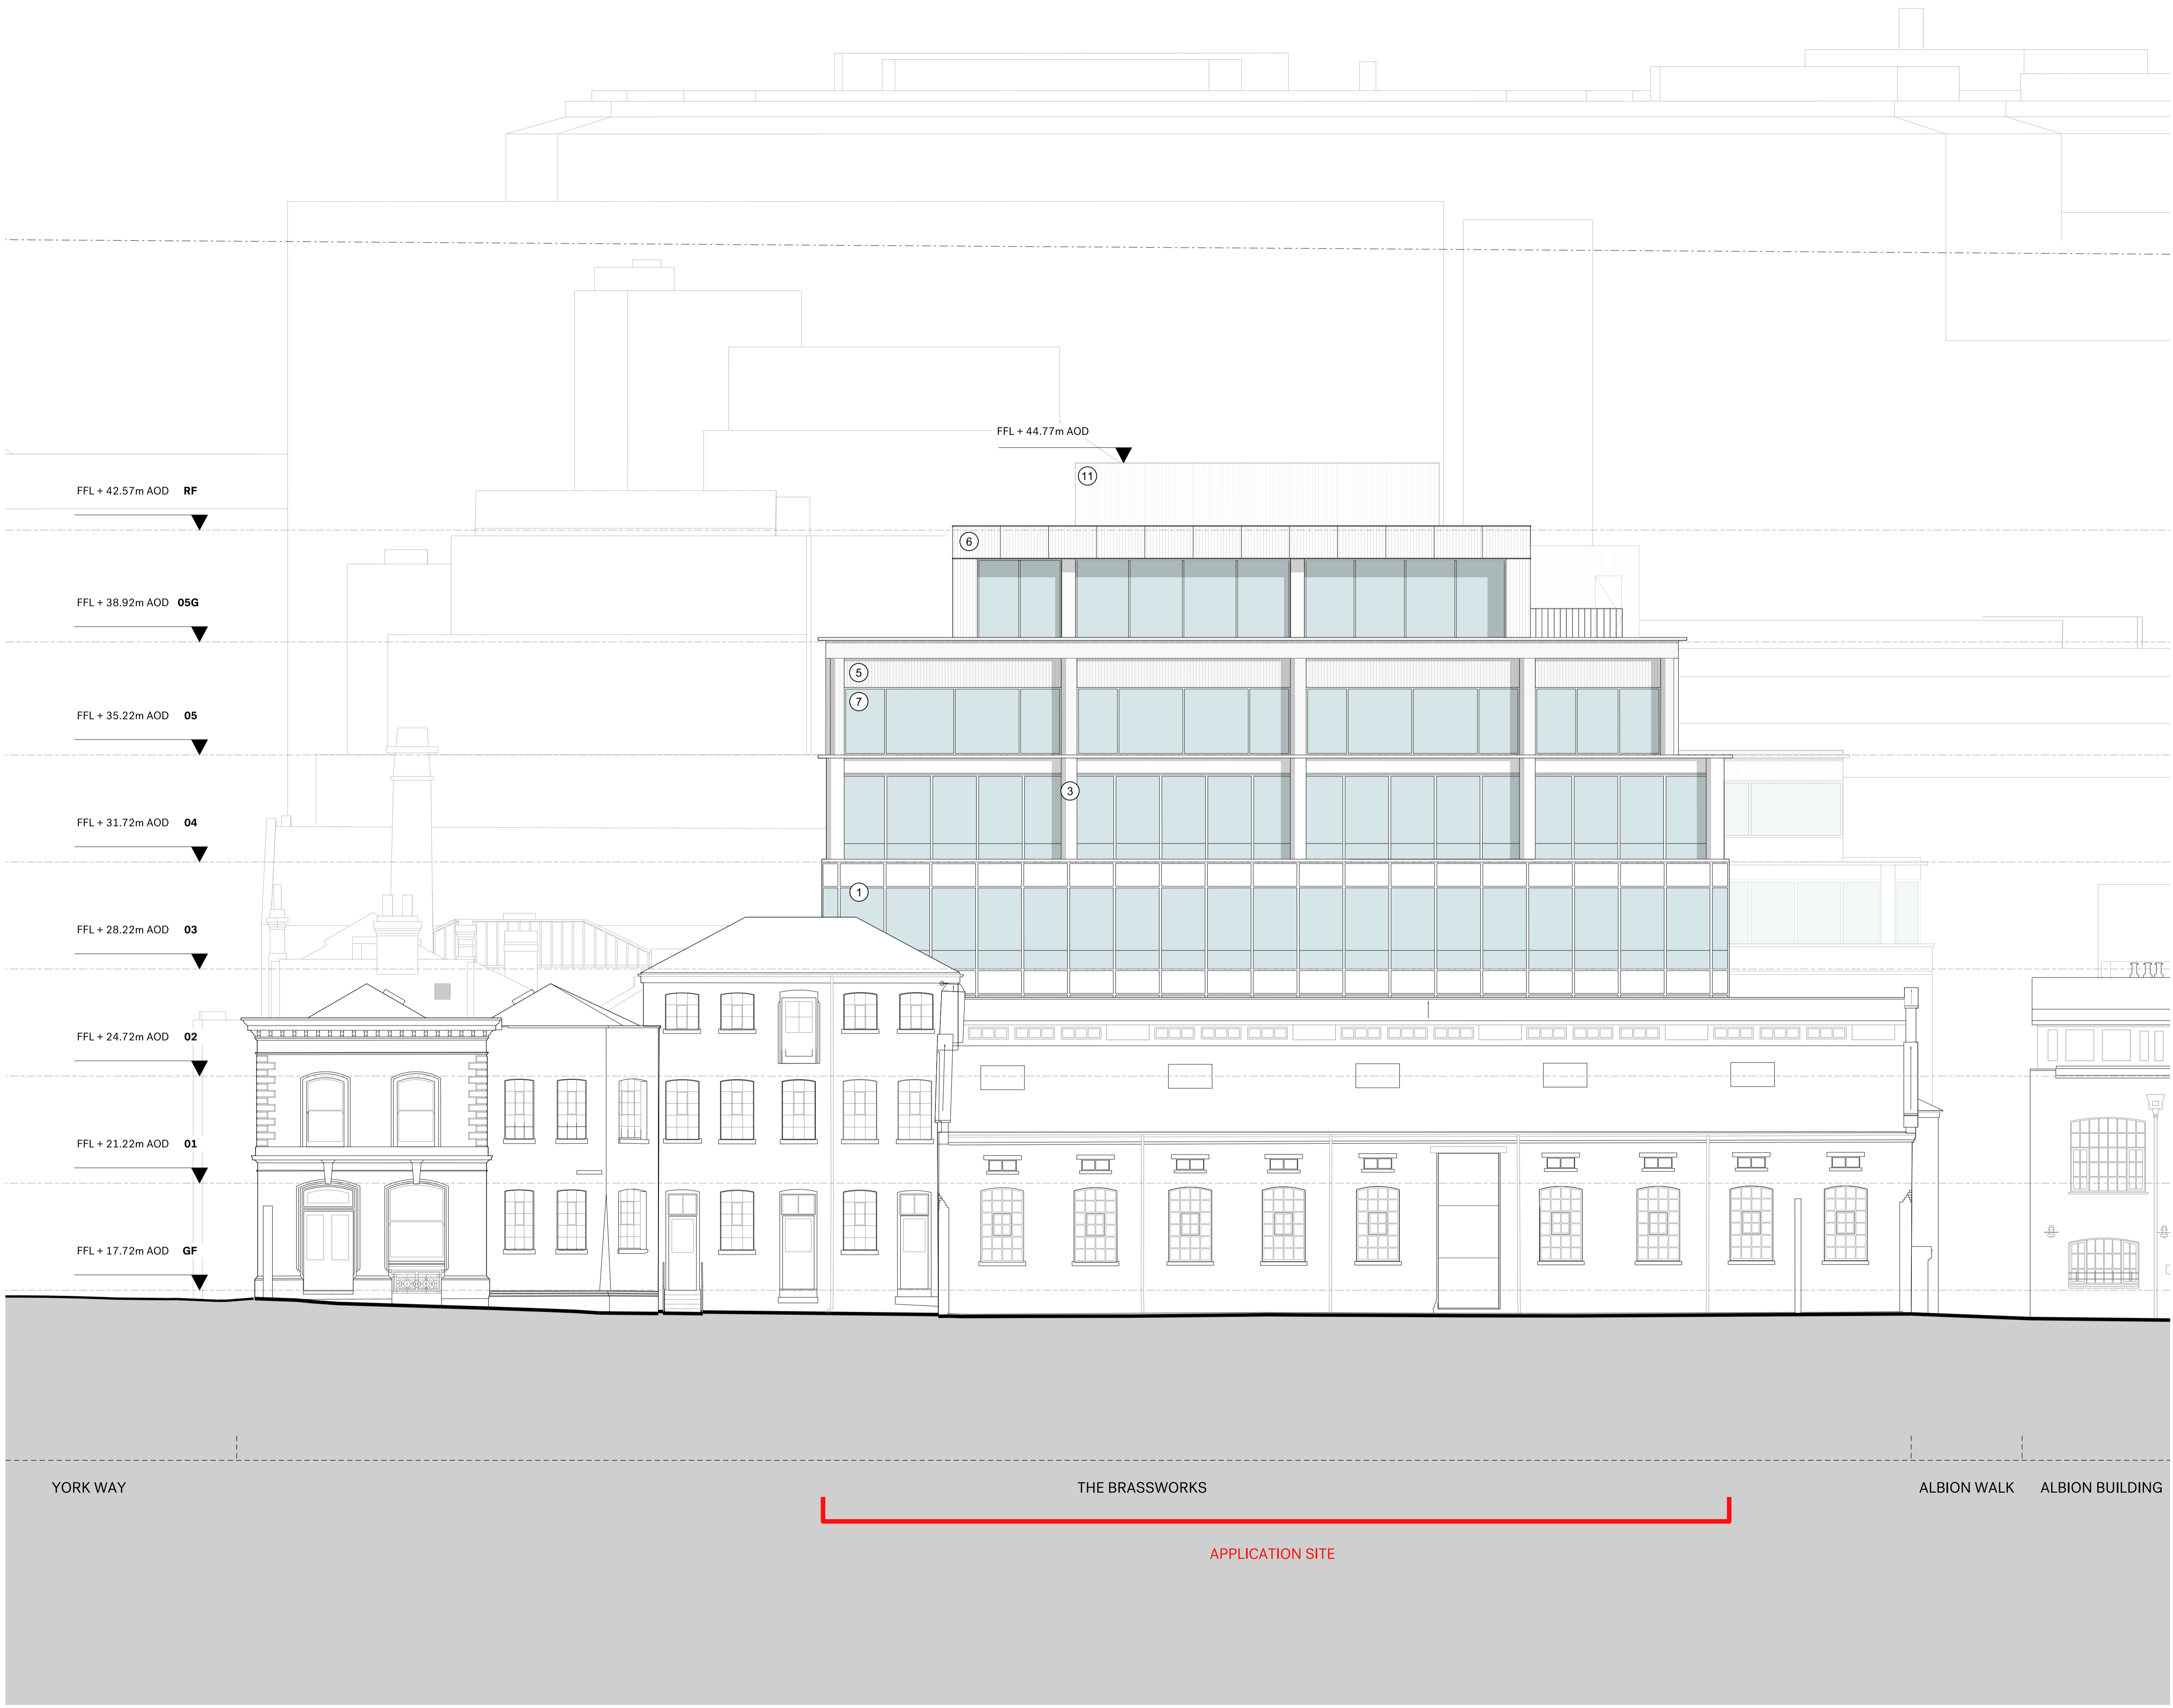 FFL + 44.77m AOD
11
FFL + 42.57m AOD RF
6
FFL + 38.92m AOD 05G
5
7
FFL + 35.22m AOD 05
3
FFL + 31.72m AOD 04
1
FFL + 28.22m AOD 03
FFL + 24.72m AOD 02
FFL + 21.22m AOD 01
FFL + 17.72m AOD GF
YORK WAY THE BRASSWORKS ALBION WALK ALBION BUILDING
APPLICATION SITE